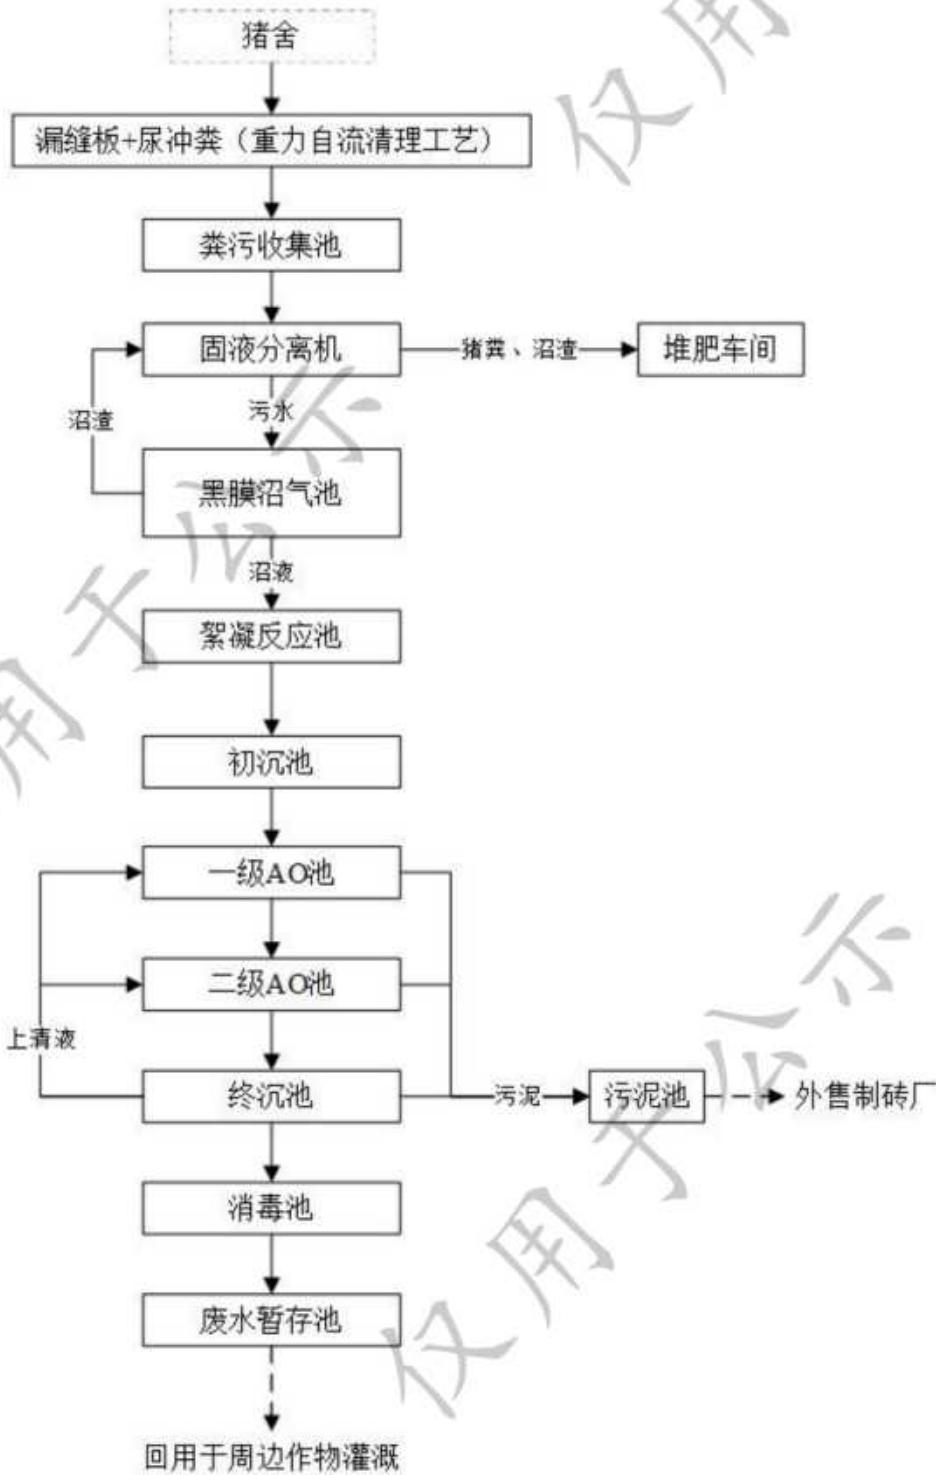 猪舍
漏缝板+尿冲粪（重力自流清理工艺）
粪污收集池
固液分离机
猪粪、沼渣
堆肥车间
沼渣
污水
黑膜沼气池
沼液
絮凝反应池
初沉池
一级AO池
二级AO池
上清液
终沉池
污泥
污泥池
外售制砖厂
消毒池
废水暂存池
回用于周边作物灌溉
仅用
用于公示
仅用于公示